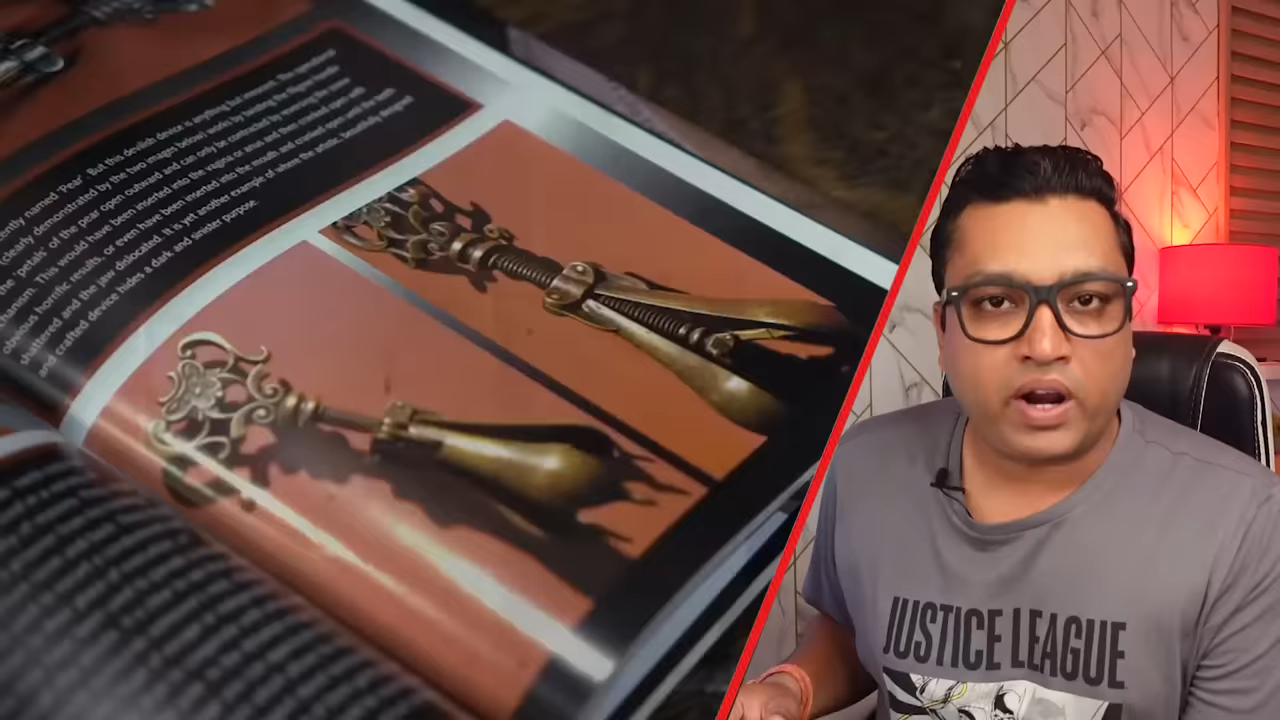 ently named 'Pear'. But this devilish device is anything but innocent. The
(clearly demonstrated by the two images below) works by turning the
the 'petals' of the pear open outward and can only be contracted by reversing the
hanism. This would have been inserted into the vagina or anus and then cranked open with
obvious horrific results, or even have been inserted into the mouth and cranked open until the teeth
shattered and the jaw dislocated. It is yet another example of where the artistic, beautifully designed
and crafted device hides a dark and sinister purpose.
JUSTICE LEAGUE